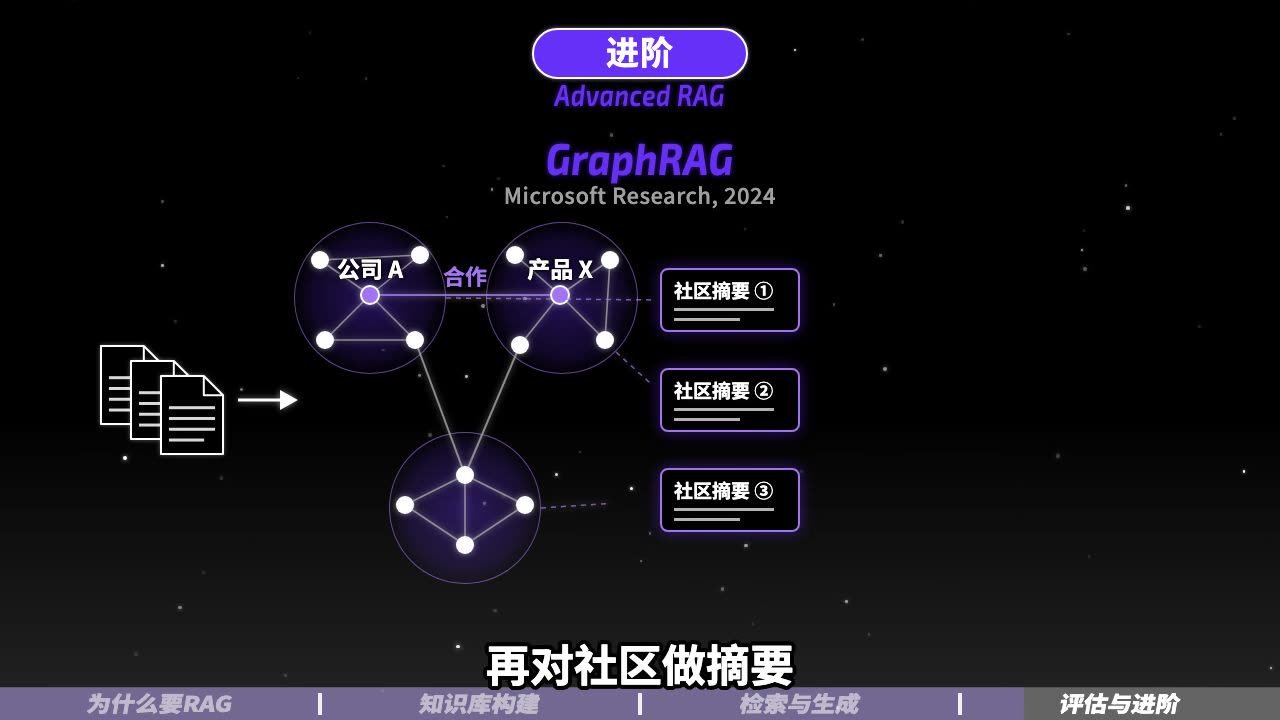 进阶
Advanced RAG
GraphRAG
Microsoft Research, 2024
公司 A
合作
产品 X
社区摘要 ①
社区摘要 ②
社区摘要 ③
再对社区做摘要
为什么要RAG
知识库构建
检索与生成
评估与进阶